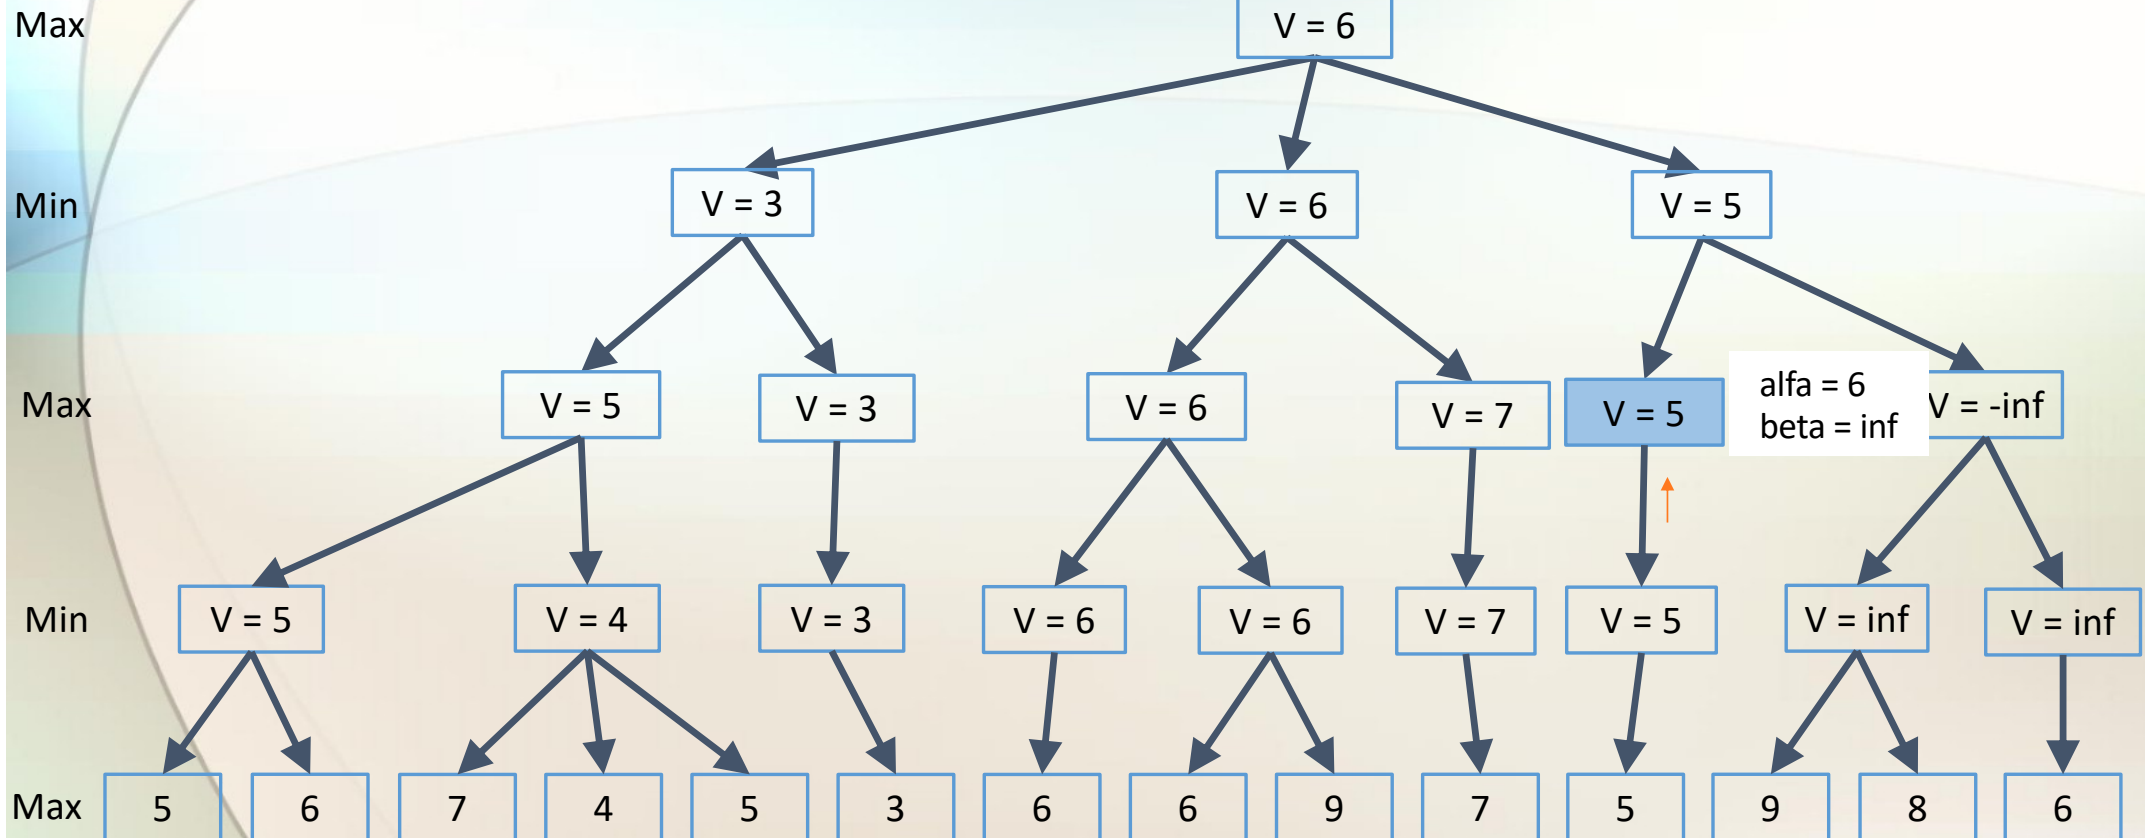 Max
V = 6
Min
V = 3
V = 6
V = 5
Max
V = 5
V = 3
V = 6
V = 7
V = 5
alfa = 6
beta = inf
V = -inf
Min
V = 5
V = 4
V = 3
V = 6
V = 6
V = 7
V = 5
V = inf
V = inf
Max
5
6
7
4
5
3
6
6
9
7
5
9
8
6